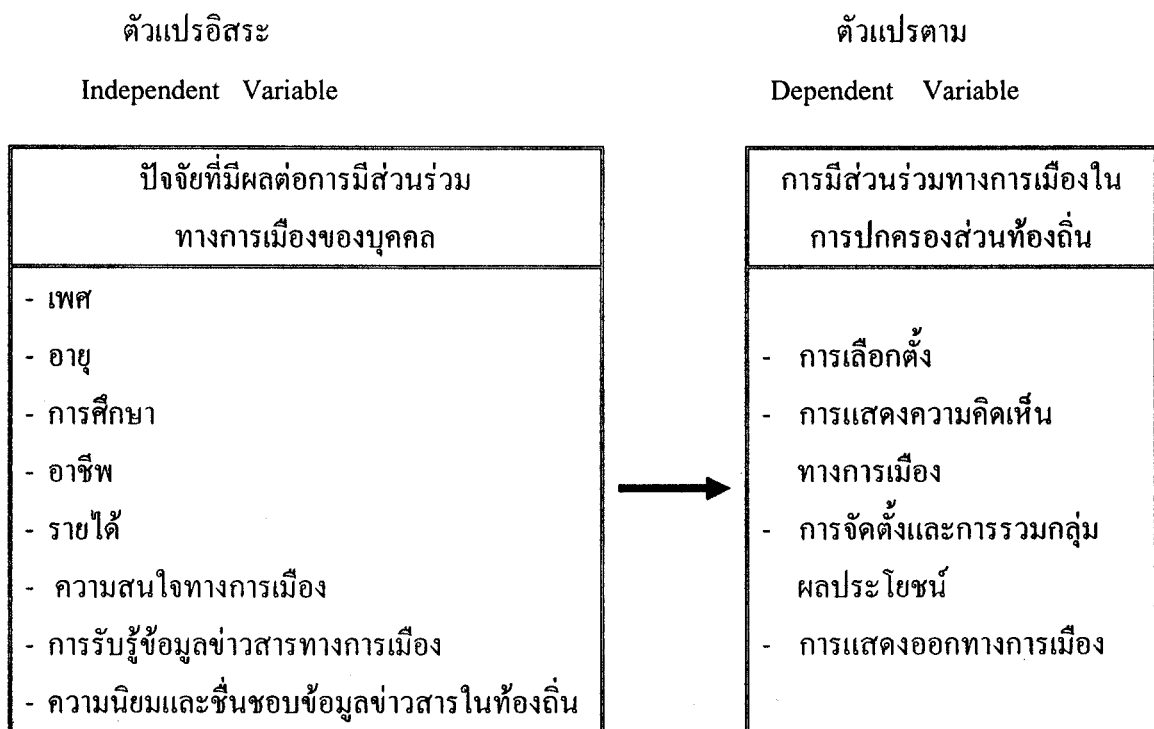 ตัวแปรอิสระ
Independent Variable
ปัจจัยที่มีผลต่อการมีส่วนร่วม
ทางการเมืองของบุคคล
- เพศ
- อายุ
- การศึกษา
- อาชีพ
- รายได้
- ความสนใจทางการเมือง
- การรับรู้ข้อมูลข่าวสารทางการเมือง
- ความนิยมและชื่นชอบข้อมูลข่าวสารในท้องถิ่น
ตัวแปรตาม
Dependent Variable
การมีส่วนร่วมทางการเมืองใน
การปกครองส่วนท้องถิ่น
- การเลือกตั้ง
- การแสดงความคิดเห็น
ทางการเมือง
- การจัดตั้งและการรวมกลุ่ม
ผลประโยชน์
- การแสดงออกทางการเมือง